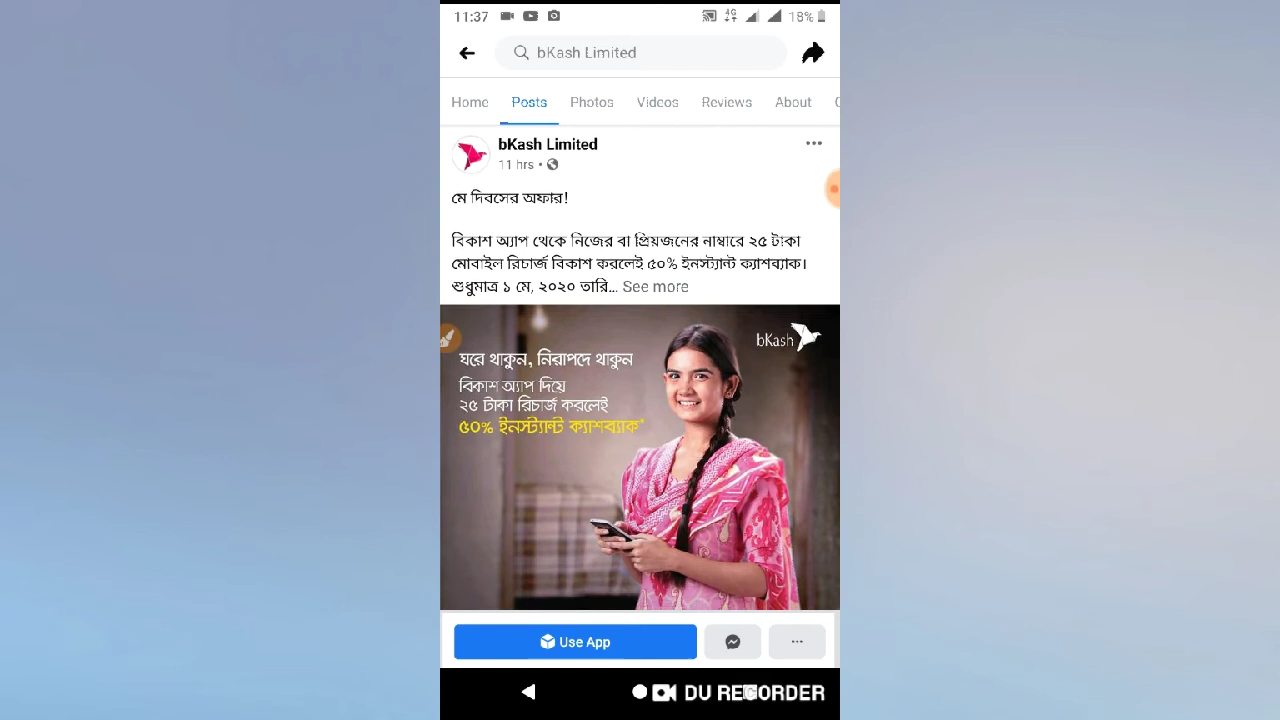 11:37
4G
18%
bKash Limited
Home Posts Photos Videos Reviews About
bKash Limited
11 hrs •
মে দিবসের অফার!
বিকাশ অ্যাপ থেকে নিজের বা প্রিয়জনের নাম্বারে ২৫ টাকা
মোবাইল রিচার্জ বিকাশ করলেই ৫০% ইনস্ট্যান্ট ক্যাশব্যাক।
শুধুমাত্র ১ মে, ২০২০ তারি... See more
bKash
ঘরে থাকুন, নিরাপদে থাকুন
বিকাশ অ্যাপ দিয়ে
২৫ টাকা রিচার্জ করলেই
৫০% ইনস্ট্যান্ট ক্যাশব্যাক*
Use App
DU RECORDER